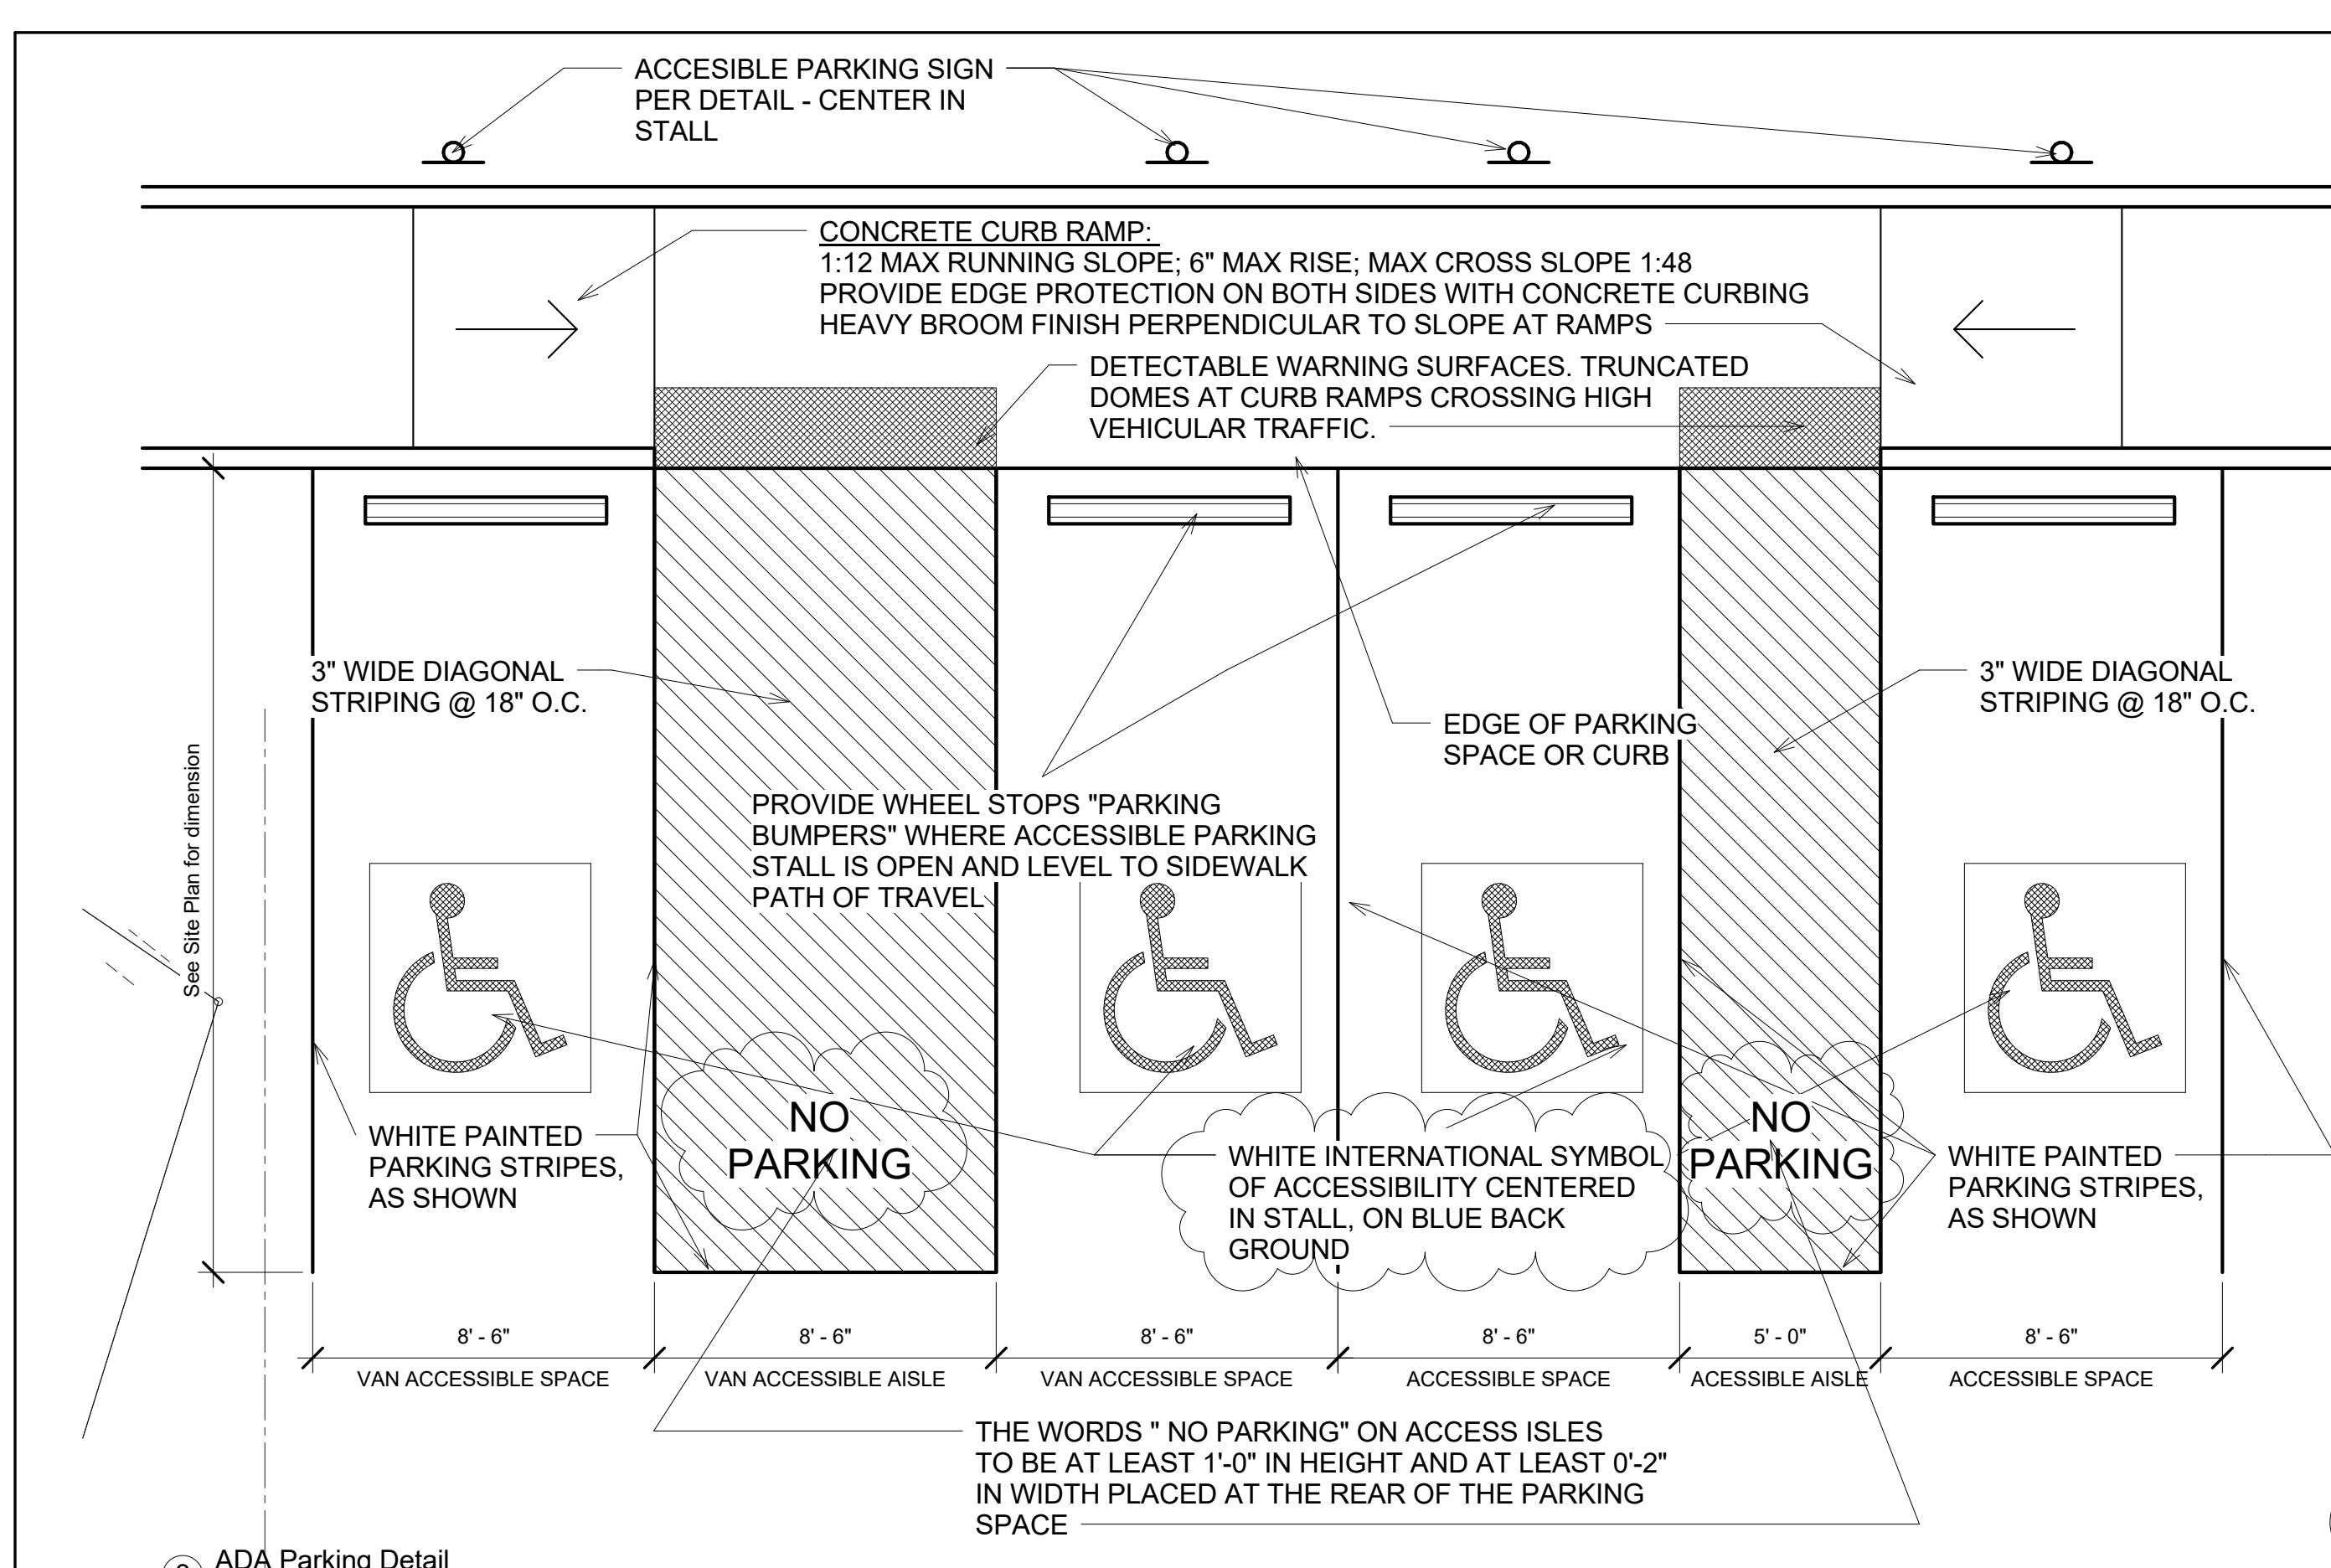 ACCESIBLE PARKING SIGN
PER DETAIL - CENTER IN
STALL
CONCRETE CURB RAMP:
1:12 MAX RUNNING SLOPE; 6" MAX RISE; MAX CROSS SLOPE 1:48
PROVIDE EDGE PROTECTION ON BOTH SIDES WITH CONCRETE CURBING
HEAVY BROOM FINISH PERPENDICULAR TO SLOPE AT RAMPS
DETECTABLE WARNING SURFACES. TRUNCATED
DOMES AT CURB RAMPS CROSSING HIGH
VEHICULAR TRAFFIC.
3" WIDE DIAGONAL
STRIPING @ 18" O.C.
3" WIDE DIAGONAL
STRIPING @ 18" O.C.
EDGE OF PARKING
SPACE OR CURB
See Site Plan for dimension
PROVIDE WHEEL STOPS "PARKING
BUMPERS" WHERE ACCESSIBLE PARKING
STALL IS OPEN AND LEVEL TO SIDEWALK
PATH OF TRAVEL
WHITE PAINTED
PARKING STRIPES,
AS SHOWN
NO
PARKING
WHITE INTERNATIONAL SYMBOL
OF ACCESSIBILITY CENTERED
IN STALL, ON BLUE BACK
GROUND
NO
PARKING
WHITE PAINTED
PARKING STRIPES,
AS SHOWN
8' - 6"
8' - 6"
8' - 6"
8' - 6"
5' - 0"
8' - 6"
VAN ACCESSIBLE SPACE
VAN ACCESSIBLE AISLE
VAN ACCESSIBLE SPACE
ACCESSIBLE SPACE
ACESSIBLE AISLE
ACCESSIBLE SPACE
THE WORDS " NO PARKING" ON ACCESS ISLES
TO BE AT LEAST 1'-0" IN HEIGHT AND AT LEAST 0'-2"
IN WIDTH PLACED AT THE REAR OF THE PARKING
SPACE
ADA Parking Detail